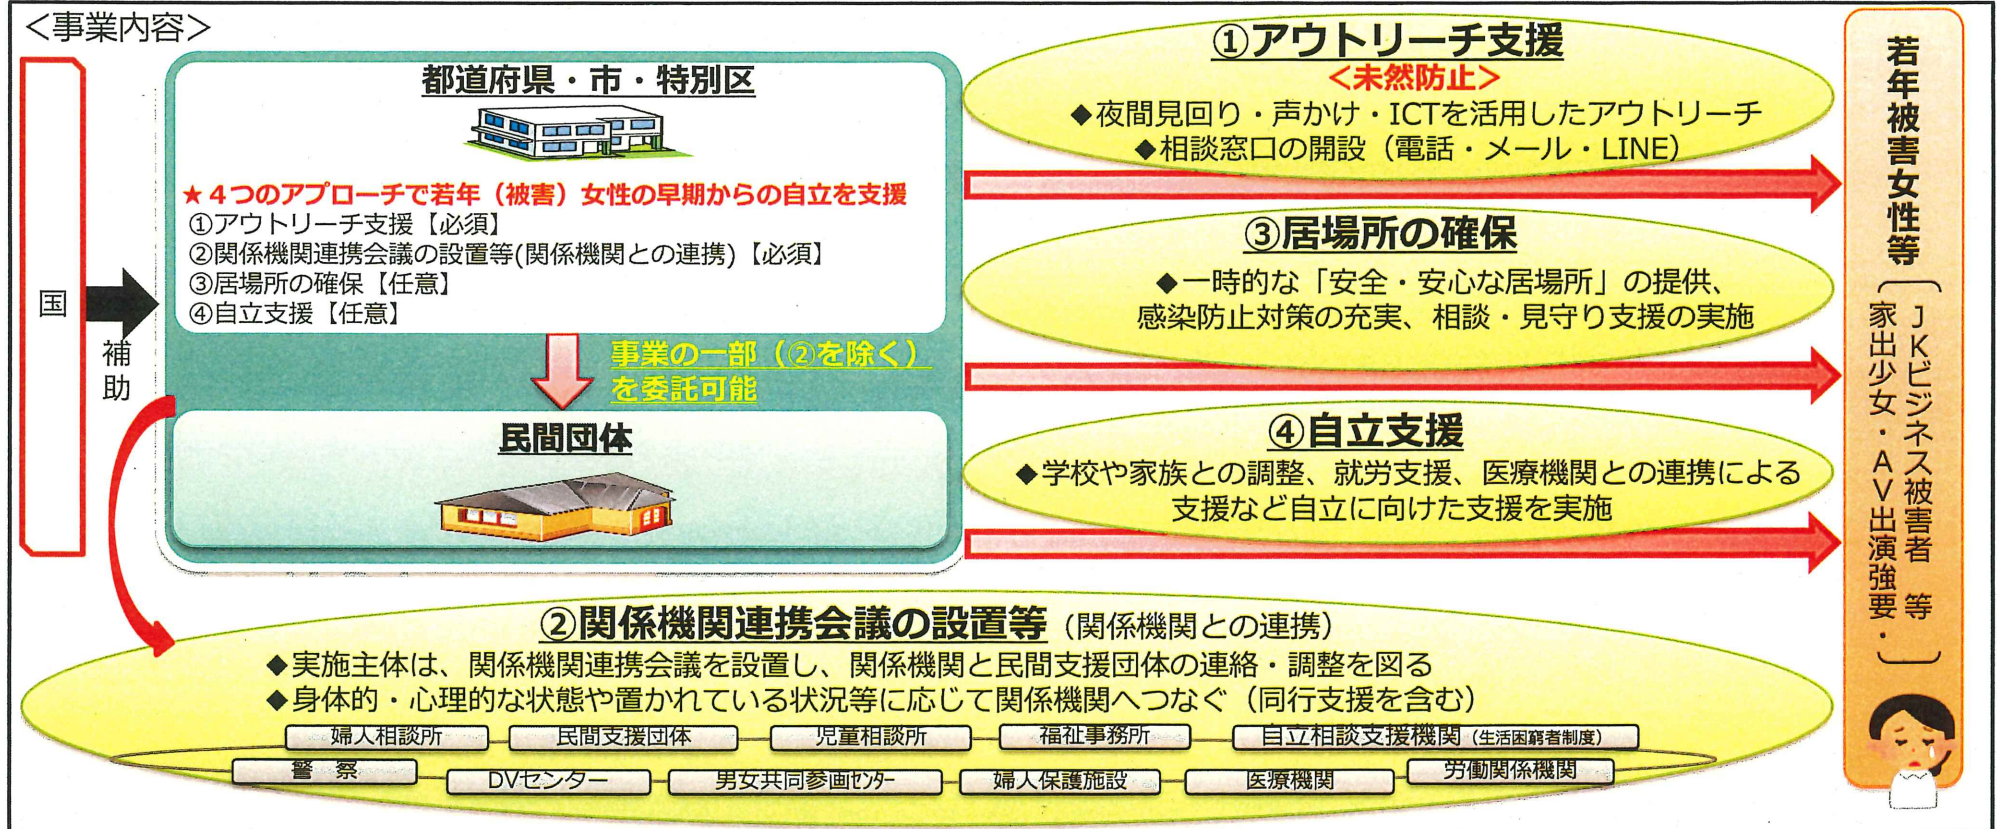 ＜事業内容＞
国
補助
都道府県・市・特別区
★４つのアプローチで若年（被害）女性の早期からの自立を支援
①アウトリーチ支援【必須】
②関係機関連携会議の設置等(関係機関との連携)【必須】
③居場所の確保【任意】
④自立支援【任意】
事業の一部（②を除く）
を委託可能
民間団体
①アウトリーチ支援
＜未然防止＞
◆夜間見回り・声かけ・ICTを活用したアウトリーチ
◆相談窓口の開設（電話・メール・LINE）
③居場所の確保
◆一時的な「安全・安心な居場所」の提供、
感染防止対策の充実、相談・見守り支援の実施
④自立支援
◆学校や家族との調整、就労支援、医療機関との連携による
支援など自立に向けた支援を実施
②関係機関連携会議の設置等（関係機関との連携）
◆実施主体は、関係機関連携会議を設置し、関係機関と民間支援団体の連絡・調整を図る
◆身体的・心理的な状態や置かれている状況等に応じて関係機関へつなぐ（同行支援を含む）
婦人相談所
民間支援団体
児童相談所
福祉事務所
自立相談支援機関（生活困窮者制度）
警 察
DVセンター
男女共同参画ｾﾝﾀｰ
婦人保護施設
医療機関
労働関係機関
若年被害女性等
ＪＫビジネス被害者 等
家出少女・ＡＶ出演強要・